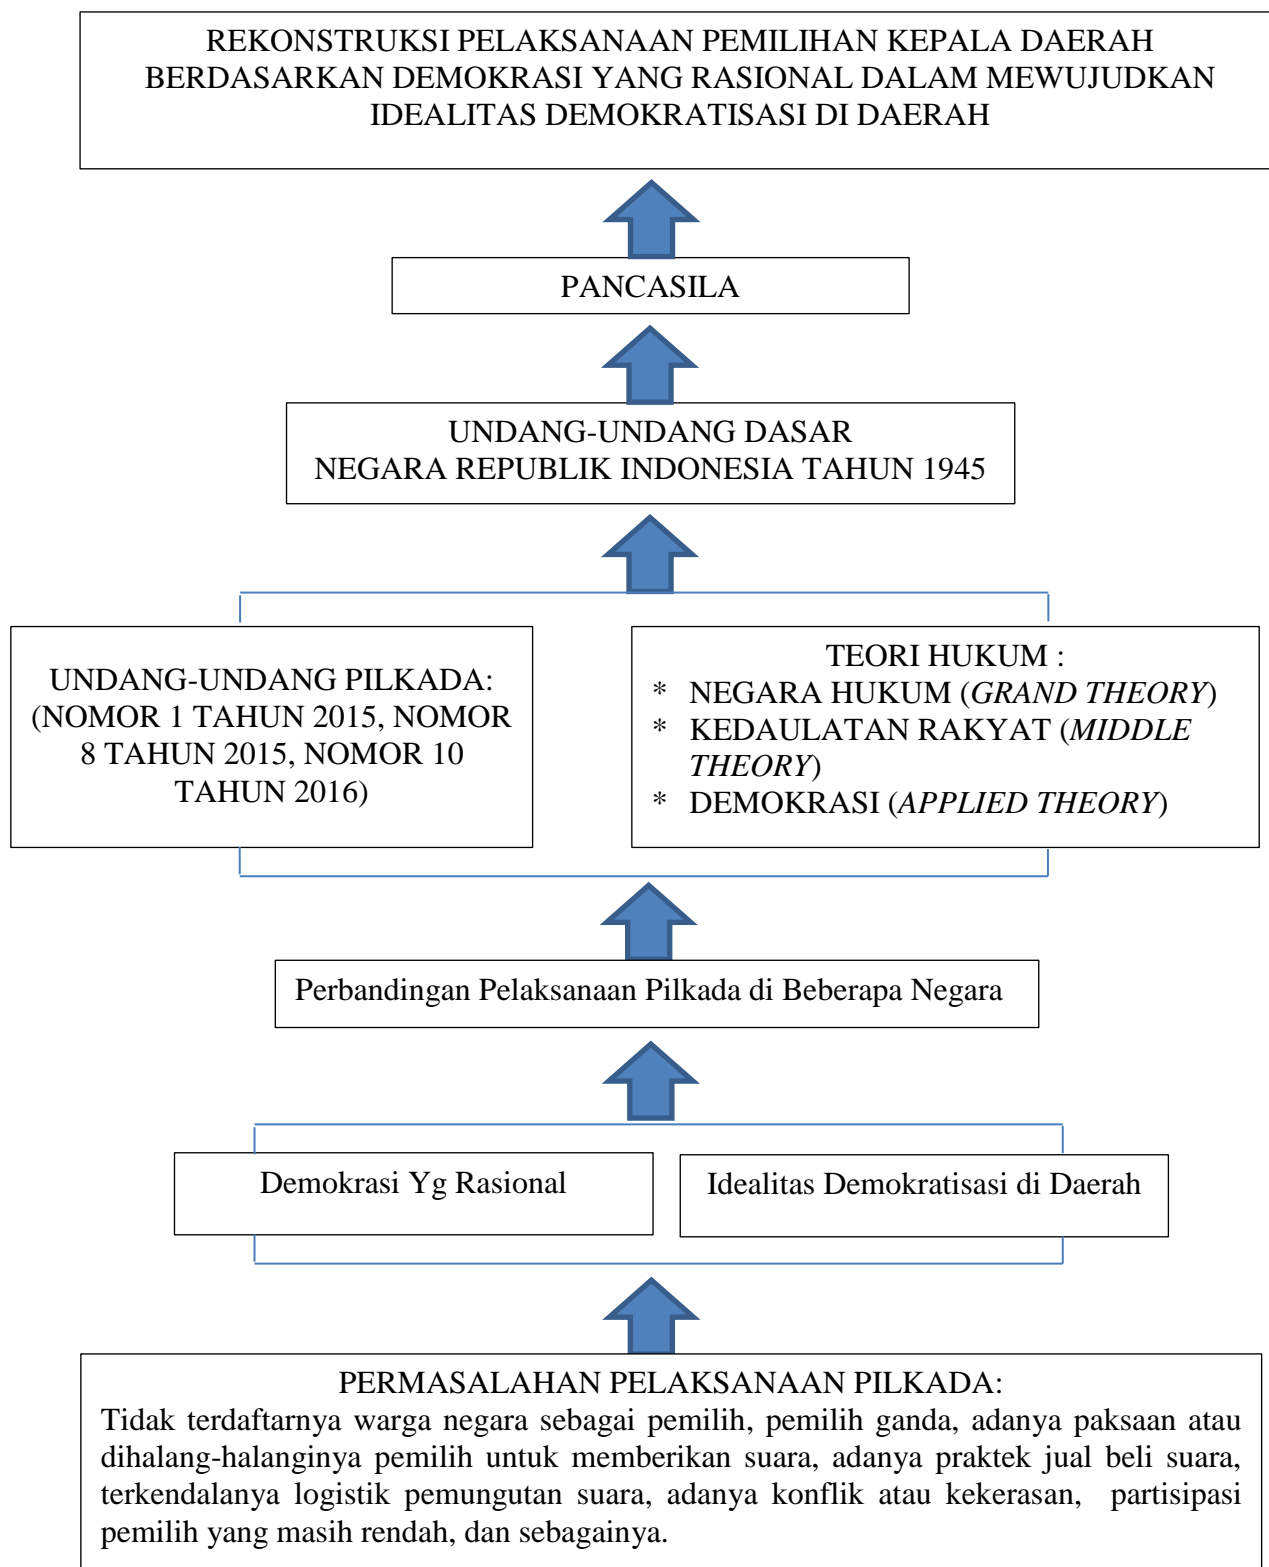 REKONSTRUKSI PELAKSANAAN PEMILIHAN KEPALA DAERAH
BERDASARKAN DEMOKRASI YANG RASIONAL DALAM MEWUJUDKAN
IDEALITAS DEMOKRATISASI DI DAERAH
PANCASILA
UNDANG-UNDANG DASAR
NEGARA REPUBLIK INDONESIA TAHUN 1945
UNDANG-UNDANG PILKADA:
(NOMOR 1 TAHUN 2015, NOMOR
8 TAHUN 2015, NOMOR 10
TAHUN 2016)
TEORI HUKUM :
* NEGARA HUKUM (GRAND THEORY)
* KEDAULATAN RAKYAT (MIDDLE
THEORY)
* DEMOKRASI (APPLIED THEORY)
Perbandingan Pelaksanaan Pilkada di Beberapa Negara
Demokrasi Yg Rasional
Idealitas Demokratisasi di Daerah
PERMASALAHAN PELAKSANAAN PILKADA:
Tidak terdaftarnya warga negara sebagai pemilih, pemilih ganda, adanya paksaan atau
dihalang-halanginya pemilih untuk memberikan suara, adanya praktek jual beli suara,
terkendalanya logistik pemungutan suara, adanya konflik atau kekerasan, partisipasi
pemilih yang masih rendah, dan sebagainya.